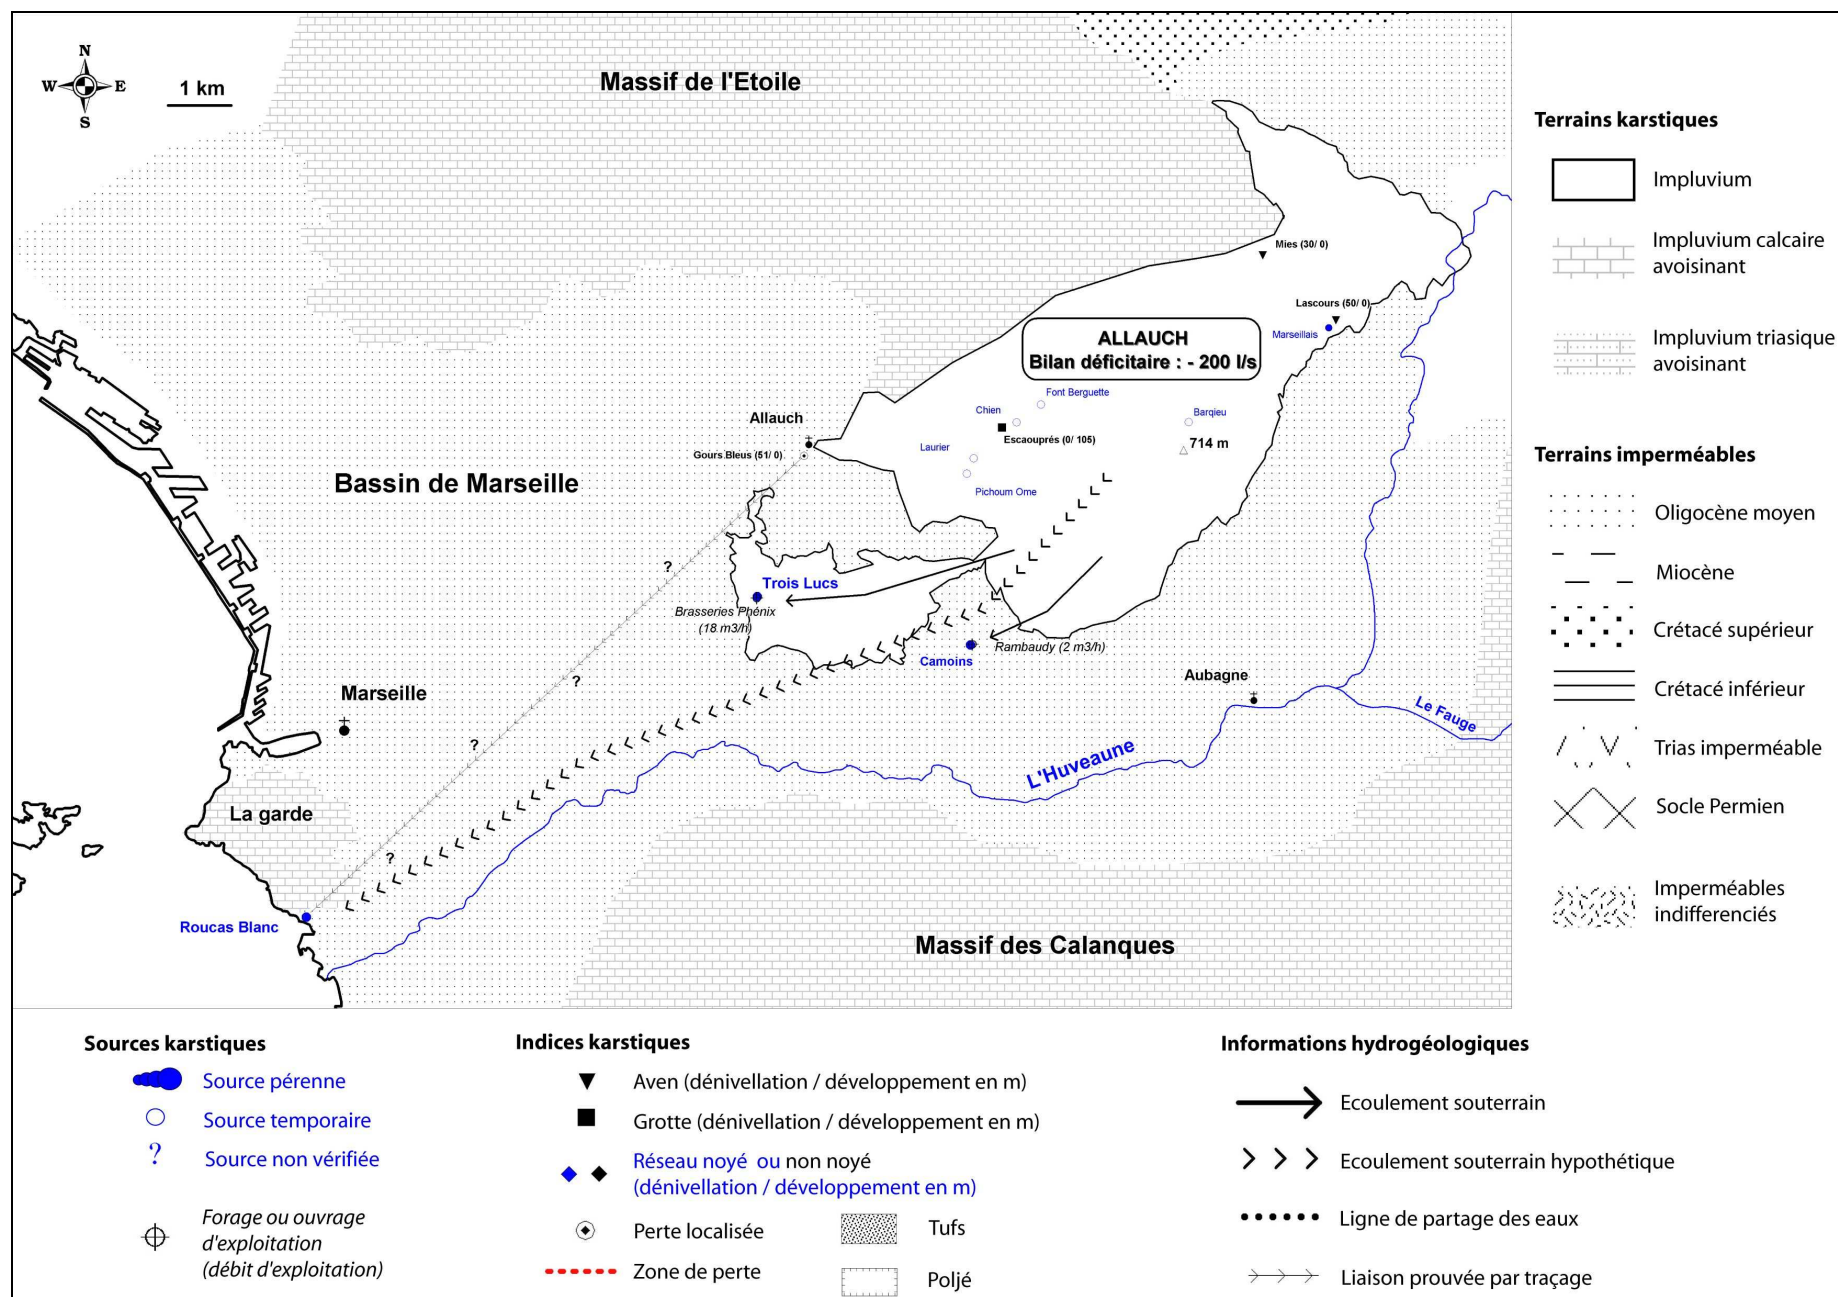 N
W
E
S
1 km
Massif de l'Etoile
Mies (30/ 0)
Lascours (50/ 0)
Marseillais
ALLAUCH
Bilan déficitaire : - 200 l/s
Font Berguette
Chien
Barqieu
Escaouprés (0/ 105)
714 m
Allauch
Gours Bleus (51/ 0)
Laurier
Pichoum Ome
Bassin de Marseille
?
Trois Lucs
Brasseries Phénix
(18 m3/h)
Rambaudy (2 m3/h)
Camoins
?
Aubagne
Marseille
Le Fauge
?
L'Huveaune
La garde
?
Roucas Blanc
Massif des Calanques
Terrains karstiques
Impluvium
Impluvium calcaire
avoisinant
Impluvium triasique
avoisinant
Terrains imperméables
Oligocène moyen
Miocène
Crétacé supérieur
Crétacé inférieur
Trias imperméable
Socle Permien
Imperméables
indifferenciés
Sources karstiques
Source pérenne
Source temporaire
?
Source non vérifiée
Forage ou ouvrage
d'exploitation
(débit d'exploitation)
Indices karstiques
Aven (dénivellation / développement en m)
Grotte (dénivellation / développement en m)
Réseau noyé ou non noyé
(dénivellation / développement en m)
Perte localisée
Zone de perte
Tufs
Poljé
Informations hydrogéologiques
Ecoulement souterrain
Ecoulement souterrain hypothétique
Ligne de partage des eaux
Liaison prouvée par traçage